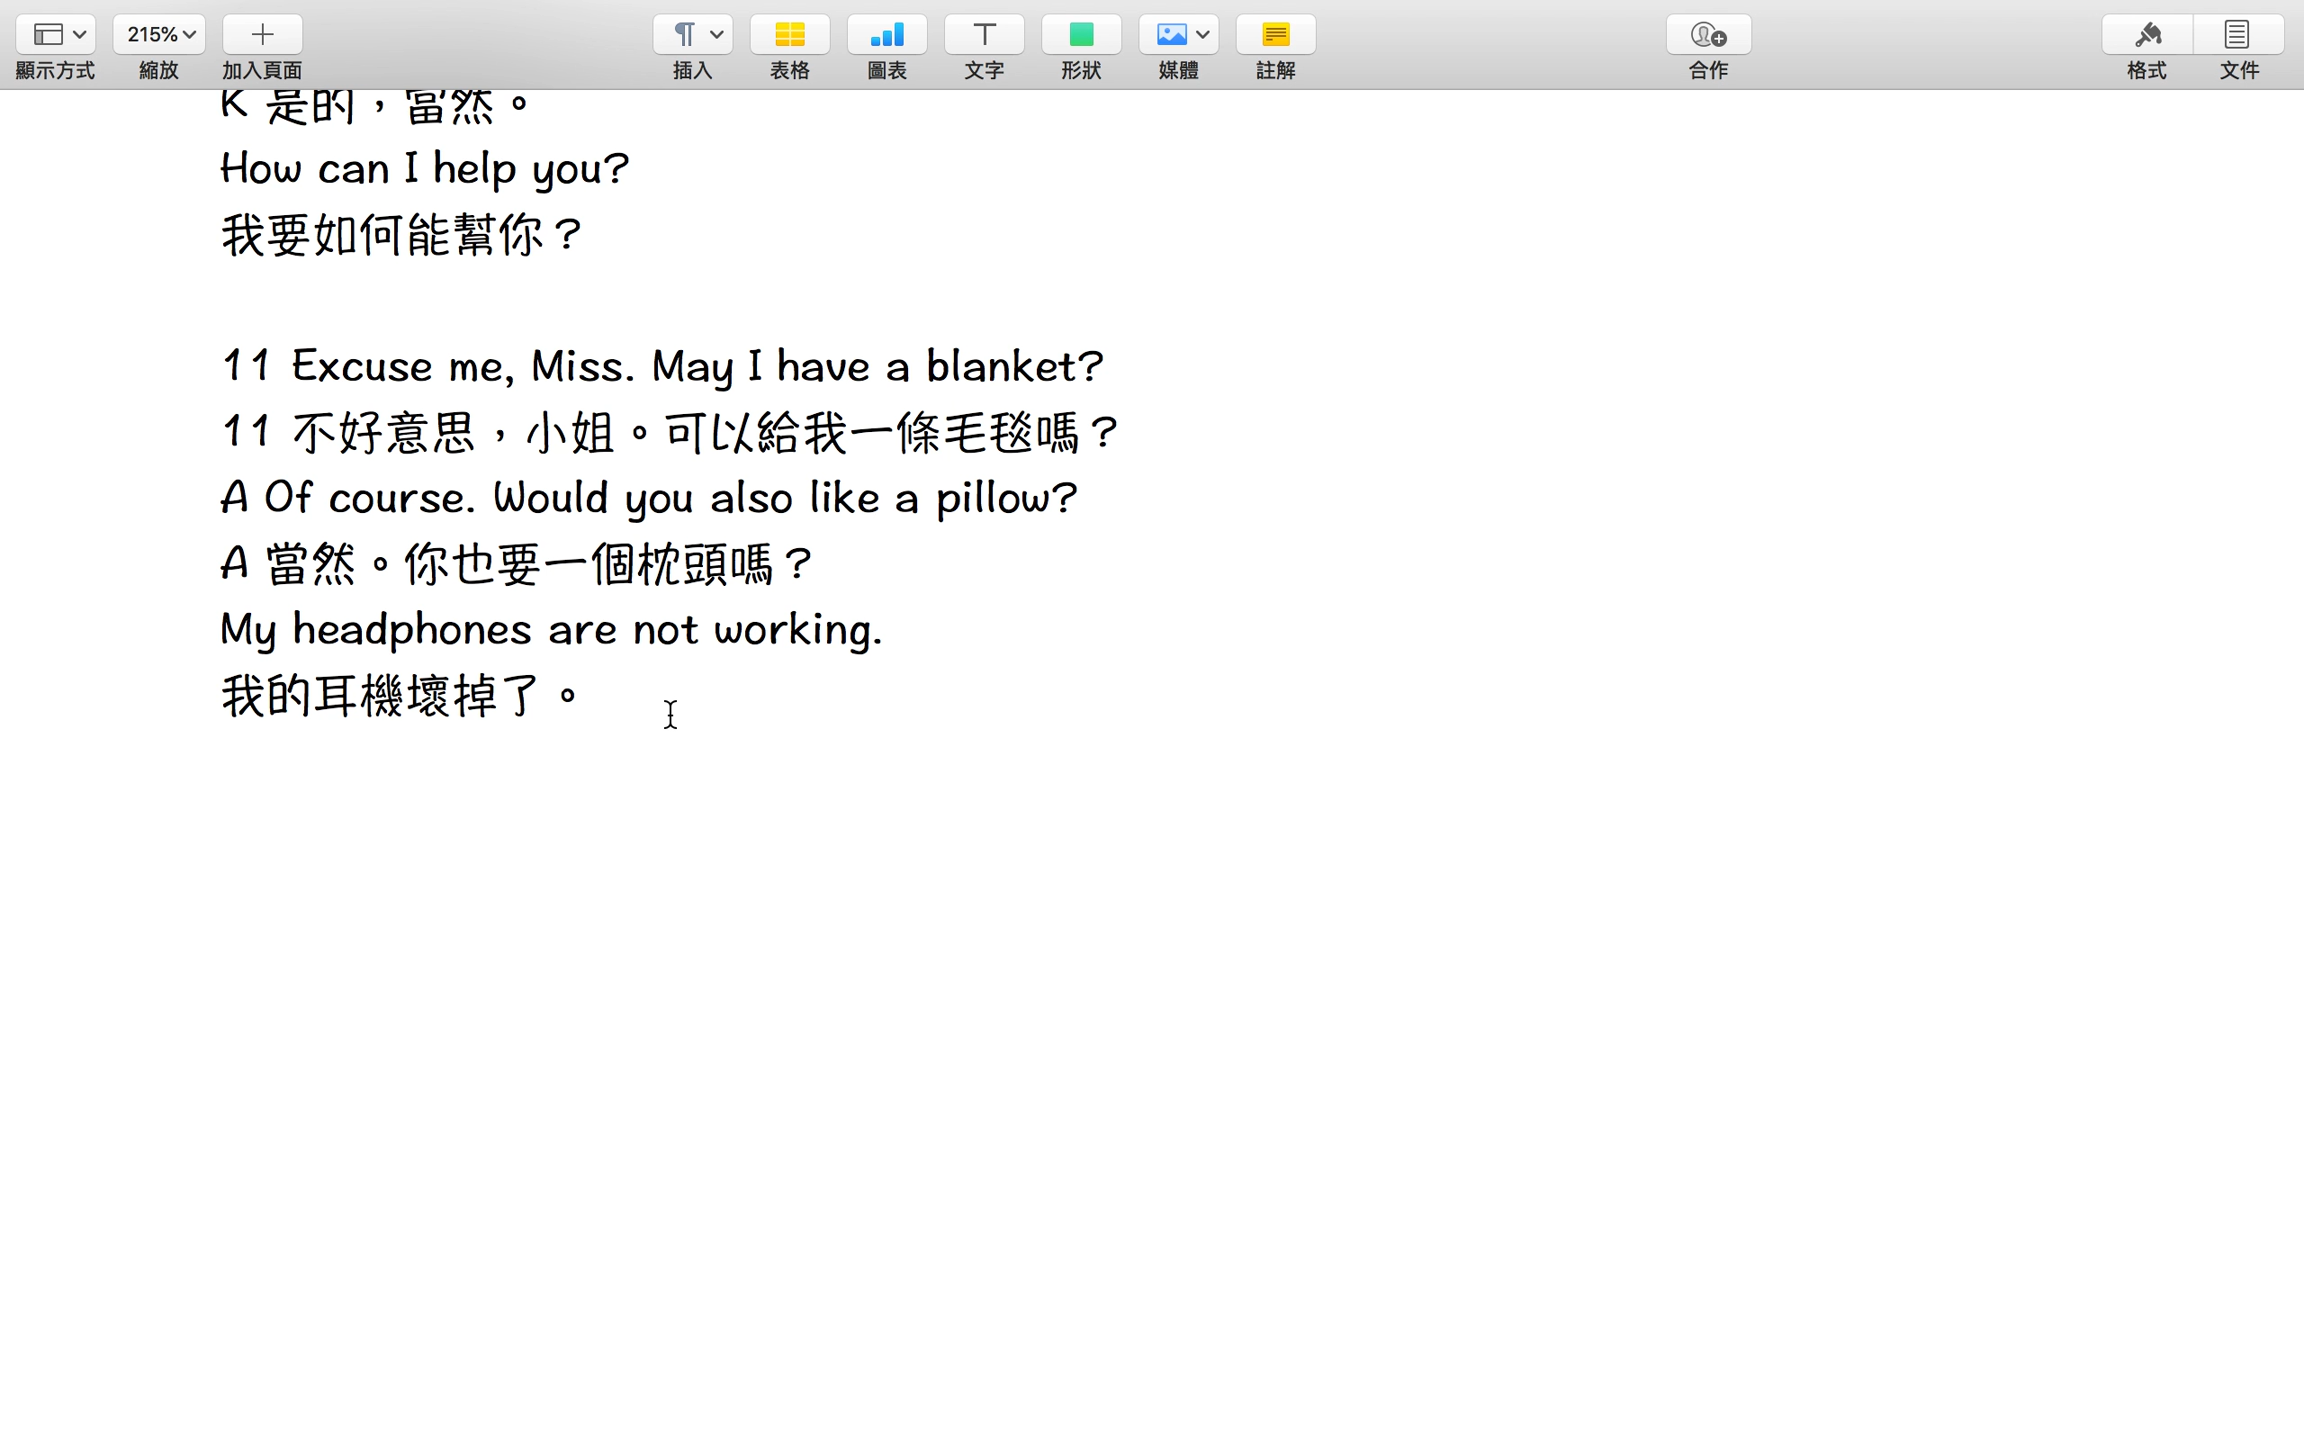 215%
顯示方式 縮放 加入頁面 插入 表格 圖表 文字 形狀 媒體 註解 合作 格式 文件
K 是的，當然。
How can I help you?
我要如何能幫你？
11 Excuse me, Miss. May I have a blanket?
11 不好意思，小姐。可以給我一條毛毯嗎？
A Of course. Would you also like a pillow?
A 當然。你也要一個枕頭嗎？
My headphones are not working.
我的耳機壞掉了。